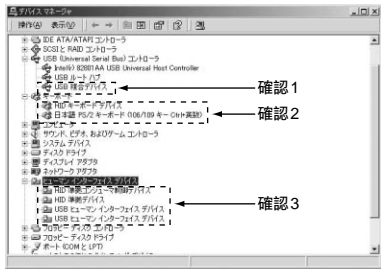 デバイス マネージャ
操作(A) 表示(V)
IDE ATA/ATAPI コントローラ
SCSI と RAID コントローラ
USB (Universal Serial Bus) コントローラ
Intel(r) 82801AA USB Universal Host Controller
USB ルート ハブ
USB 複合デバイス
確認1
キーボード
HID キーボード デバイス
日本語 PS/2 キーボード (106/109 キー Ctrl+英数)
確認2
コンピュータ
サウンド、ビデオ、およびゲーム コントローラ
システム デバイス
ディスク ドライブ
ディスプレイ アダプタ
ネットワーク アダプタ
ヒューマン インターフェイス デバイス
HID 準拠コンシューマ制御デバイス
HID 準拠デバイス
USB ヒューマン インターフェイス デバイス
USB ヒューマン インターフェイス デバイス
確認3
フロッピー ディスク コントローラ
フロッピー ディスク ドライブ
ポート (COM と LPT)